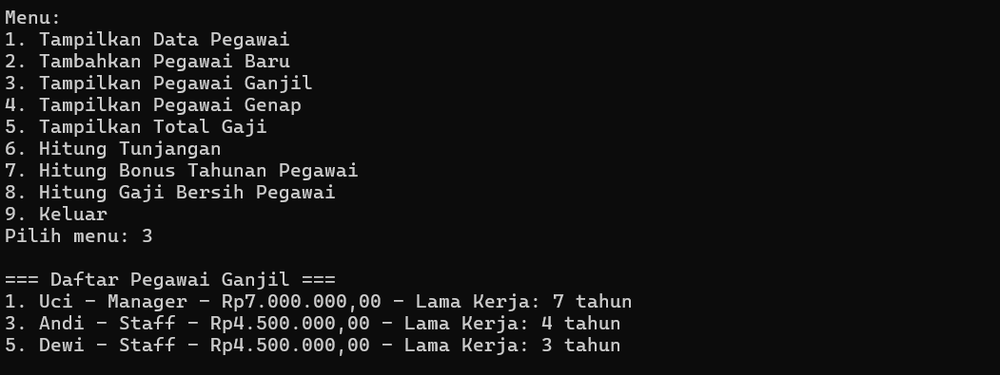 Menu:
1. Tampilkan Data Pegawai
2. Tambahkan Pegawai Baru
3. Tampilkan Pegawai Ganjil
4. Tampilkan Pegawai Genap
5. Tampilkan Total Gaji
6. Hitung Tunjangan
7. Hitung Bonus Tahunan Pegawai
8. Hitung Gaji Bersih Pegawai
9. Keluar
Pilih menu: 3
=== Daftar Pegawai Ganjil ===
1. Uci - Manager - Rp7.000.000,00 - Lama Kerja: 7 tahun
3. Andi - Staff - Rp4.500.000,00 - Lama Kerja: 4 tahun
5. Dewi - Staff - Rp4.500.000,00 - Lama Kerja: 3 tahun